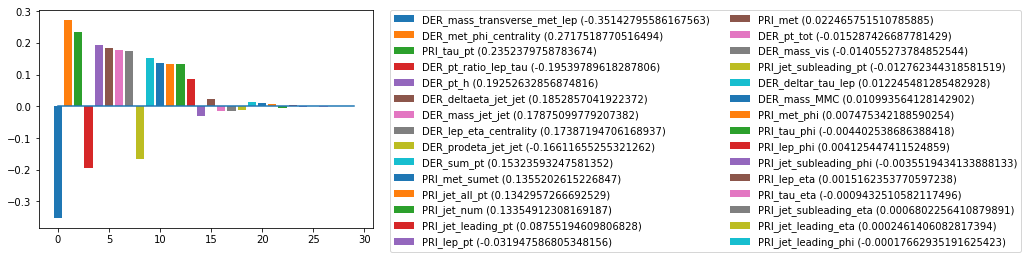 0.3
0.2
0.1
0.0
−0.1
−0.2
−0.3
0 5 10 15 20 25 30
DER_mass_transverse_met_lep (-0.35142795586167563)
DER_met_phi_centrality (0.2717518770516494)
PRI_tau_pt (0.2352379758783674)
DER_pt_ratio_lep_tau (-0.19539789618287806)
DER_pt_h (0.19252632856874816)
DER_deltaeta_jet_jet (0.1852857041922372)
DER_mass_jet_jet (0.17875099779207382)
DER_lep_eta_centrality (0.17387194706168937)
DER_prodeta_jet_jet (-0.16611655255321262)
DER_sum_pt (0.15323593247581352)
PRI_met_sumet (0.1355202615226847)
PRI_jet_all_pt (0.1342957266692529)
PRI_jet_num (0.13354912308169187)
PRI_jet_leading_pt (0.08755194609806828)
PRI_lep_pt (-0.031947586805348156)
PRI_met (0.022465751510785885)
DER_pt_tot (-0.015287426687781429)
DER_mass_vis (-0.014055273784852544)
PRI_jet_subleading_pt (-0.012762344318581519)
DER_deltar_tau_lep (0.012245481285482928)
DER_mass_MMC (0.010993564128142902)
PRI_met_phi (0.007475342188590254)
PRI_tau_phi (-0.004402538686388418)
PRI_lep_phi (0.004125447411524859)
PRI_jet_subleading_phi (-0.0035519434133888133)
PRI_lep_eta (0.0015162353770597238)
PRI_tau_eta (-0.0009432510582117496)
PRI_jet_subleading_eta (0.0006802256410879891)
PRI_jet_leading_eta (0.000246140608281739​4)
PRI_jet_leading_phi (-0.00017662935191625423)